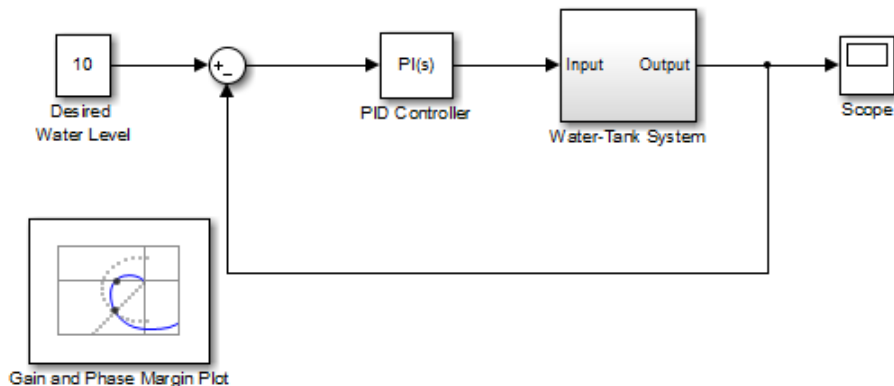 10
Desired
Water Level
+
–
PI(s)
PID Controller
Input
Output
Water-Tank System
Scope
Gain and Phase Margin Plot